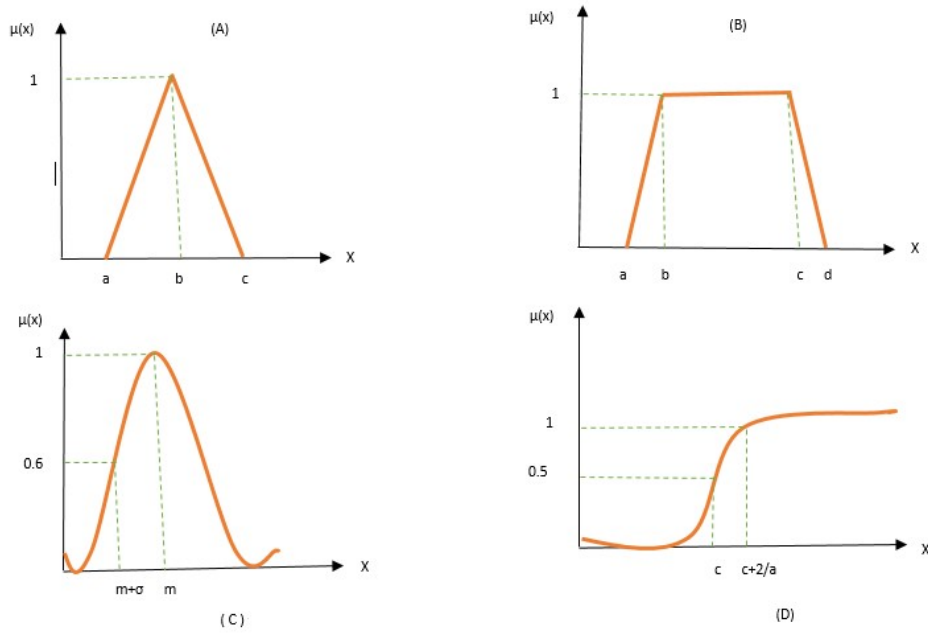 (A)
μ(x)
1
X
a b c
(B)
μ(x)
1
X
a b c d
μ(x)
1
0.6
X
m+σ m
( C )
μ(x)
1
0.5
X
c c+2/a
(D)